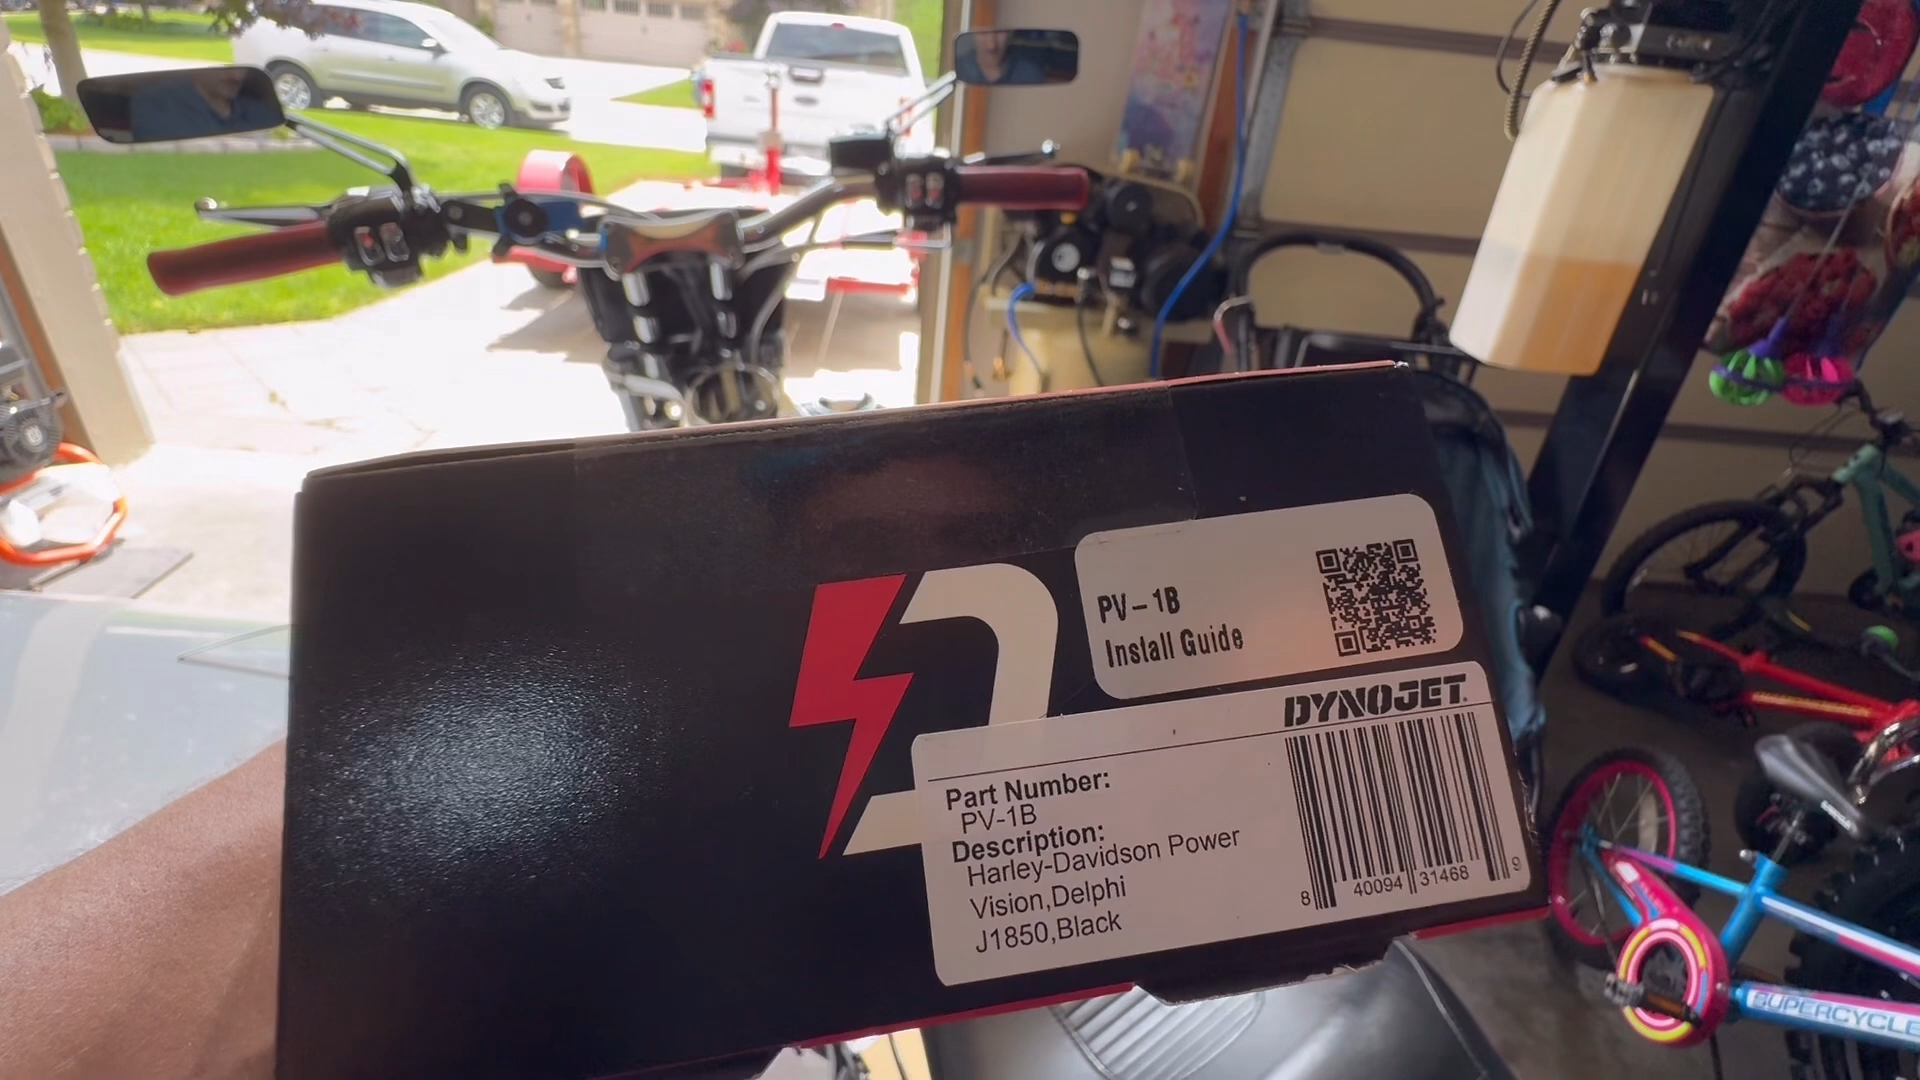 PV-1B
Install Guide
DYNOJET
Part Number:
PV-1B
Description:
Harley-Davidson Power
Vision,Delphi
J1850,Black
8 40094 31468 9
SUPERCYCLE